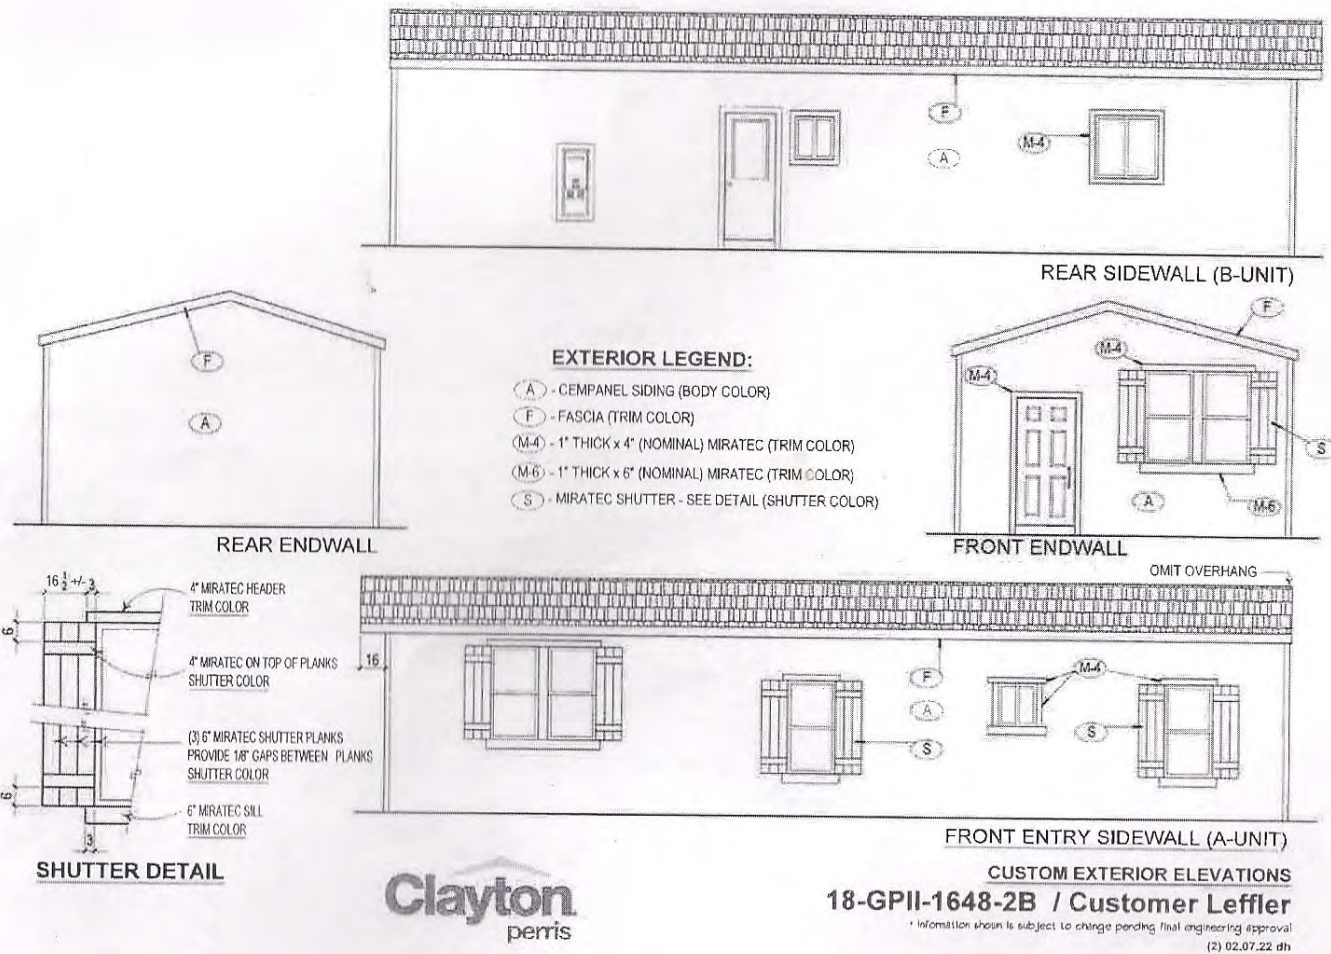 F
A
M-4
REAR SIDEWALL (B-UNIT)
F
A
REAR ENDWALL
EXTERIOR LEGEND:
A - CEMPANEL SIDING (BODY COLOR)
F - FASCIA (TRIM COLOR)
M-4 - 1" THICK x 4" (NOMINAL) MIRATEC (TRIM COLOR)
M-6 - 1" THICK x 6" (NOMINAL) MIRATEC (TRIM COLOR)
S - MIRATEC SHUTTER - SEE DETAIL (SHUTTER COLOR)
F
M-4
M-4
S
A
M-6
FRONT ENDWALL
16 1/2 +/-
3
6
4" MIRATEC HEADER
TRIM COLOR
4" MIRATEC ON TOP OF PLANKS
SHUTTER COLOR
(3) 6" MIRATEC SHUTTER PLANKS
PROVIDE 1/8" GAPS BETWEEN PLANKS
SHUTTER COLOR
6
6" MIRATEC SILL
TRIM COLOR
3
SHUTTER DETAIL
OMIT OVERHANG
16
F
M-4
A
S
S
FRONT ENTRY SIDEWALL (A-UNIT)
Clayton
perris
CUSTOM EXTERIOR ELEVATIONS
18-GPII-1648-2B / Customer Leffler
* Information shown is subject to change pending final engineering approval
(2) 02.07.22 dh